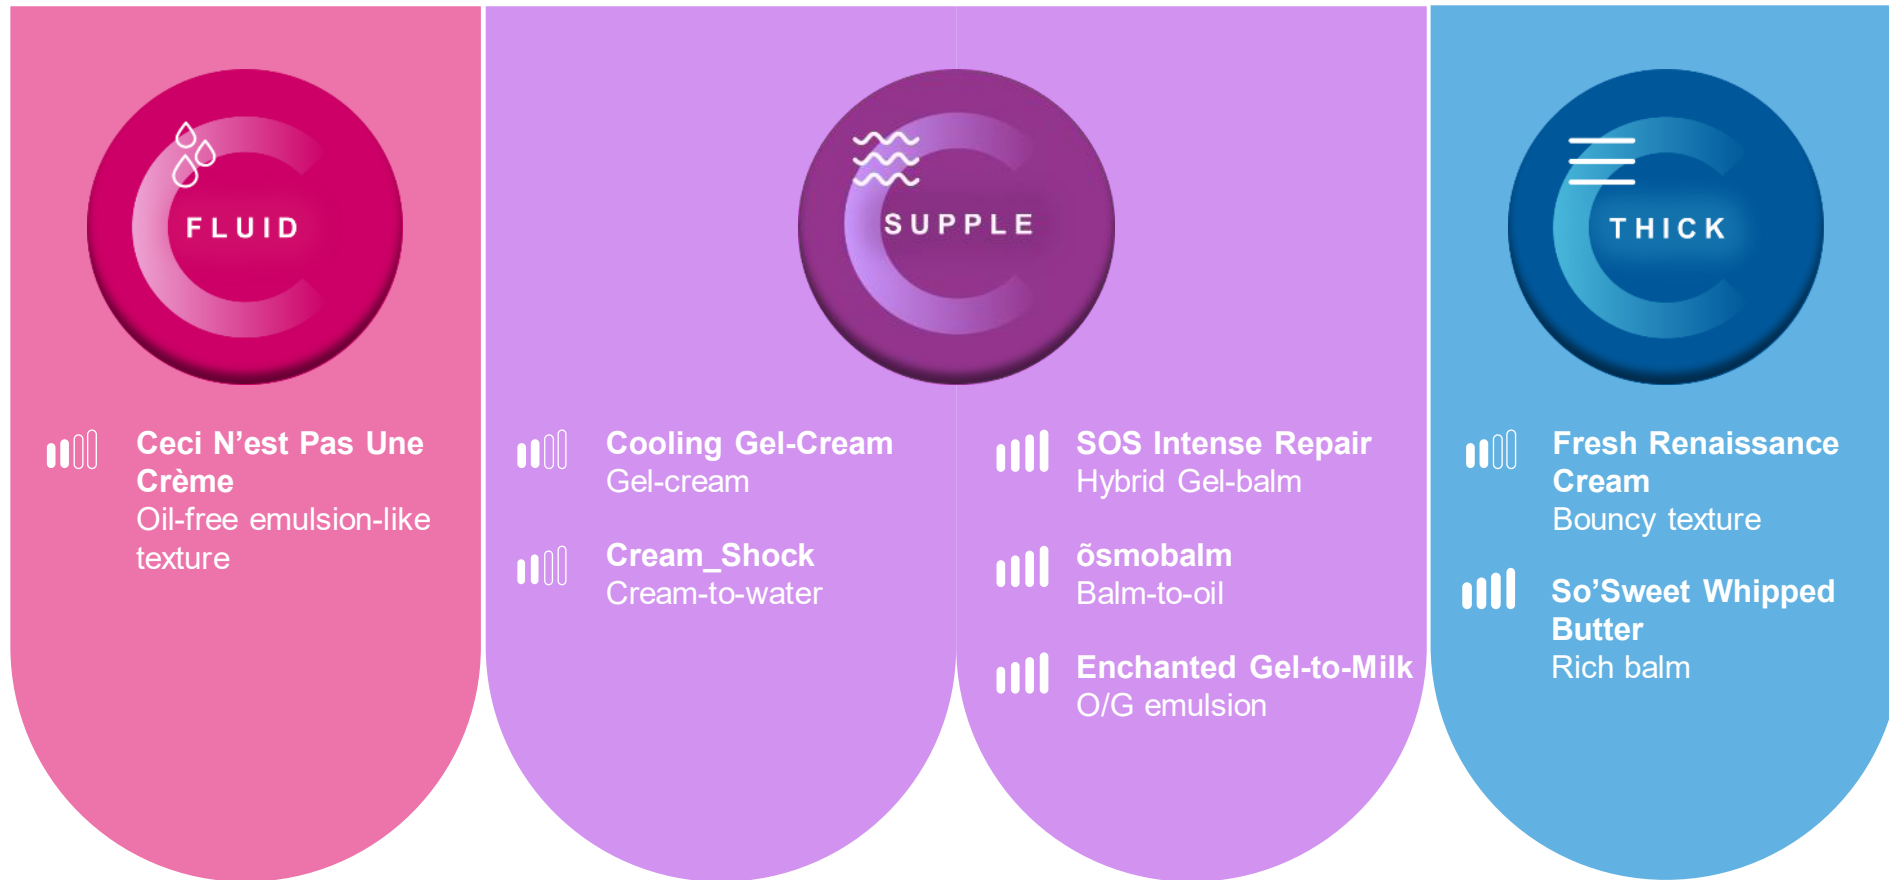 FLUID
Ceci N’est Pas Une
Crème
Oil-free emulsion-like
texture
SUPPLE
Cooling Gel-Cream
Gel-cream
Cream_Shock
Cream-to-water
SOS Intense Repair
Hybrid Gel-balm
õsmobalm
Balm-to-oil
Enchanted Gel-to-Milk
O/G emulsion
THICK
Fresh Renaissance
Cream
Bouncy texture
So’Sweet Whipped
Butter
Rich balm